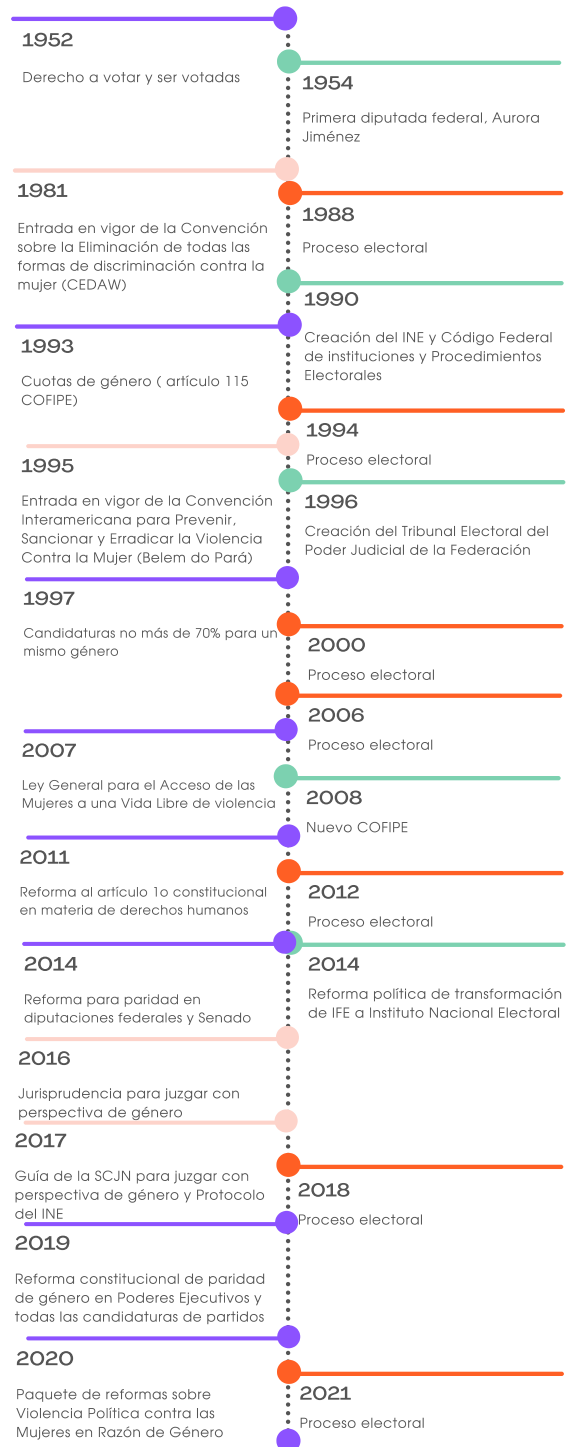 1952
Derecho a votar y ser votadas
1954
Primera diputada federal, Aurora
Jiménez
1981
Entrada en vigor de la Convención
sobre la Eliminación de todas las
formas de discriminación contra la
mujer (CEDAW)
1988
Proceso electoral
1990
Creación del INE y Código Federal
de instituciones y Procedimientos
Electorales
1993
Cuotas de género ( artículo 115
COFIPE)
1994
Proceso electoral
1995
Entrada en vigor de la Convención
Interamericana para Prevenir,
Sancionar y Erradicar la Violencia
Contra la Mujer (Belem do Pará)
1996
Creación del Tribunal Electoral del
Poder Judicial de la Federación
1997
Candidaturas no más de 70% para un
mismo género
2000
Proceso electoral
2006
Proceso electoral
2007
Ley General para el Acceso de las
Mujeres a una Vida Libre de violencia
2008
Nuevo COFIPE
2011
Reforma al artículo 1o constitucional
en materia de derechos humanos
2012
Proceso electoral
2014
Reforma para paridad en
diputaciones federales y Senado
2014
Reforma política de transformación
de IFE a Instituto Nacional Electoral
2016
Jurisprudencia para juzgar con
perspectiva de género
2017
Guía de la SCJN para juzgar con
perspectiva de género y Protocolo
del INE
2018
Proceso electoral
2019
Reforma constitucional de paridad
de género en Poderes Ejecutivos y
todas las candidaturas de partidos
2020
Paquete de reformas sobre
Violencia Política contra las
Mujeres en Razón de Género
2021
Proceso electoral